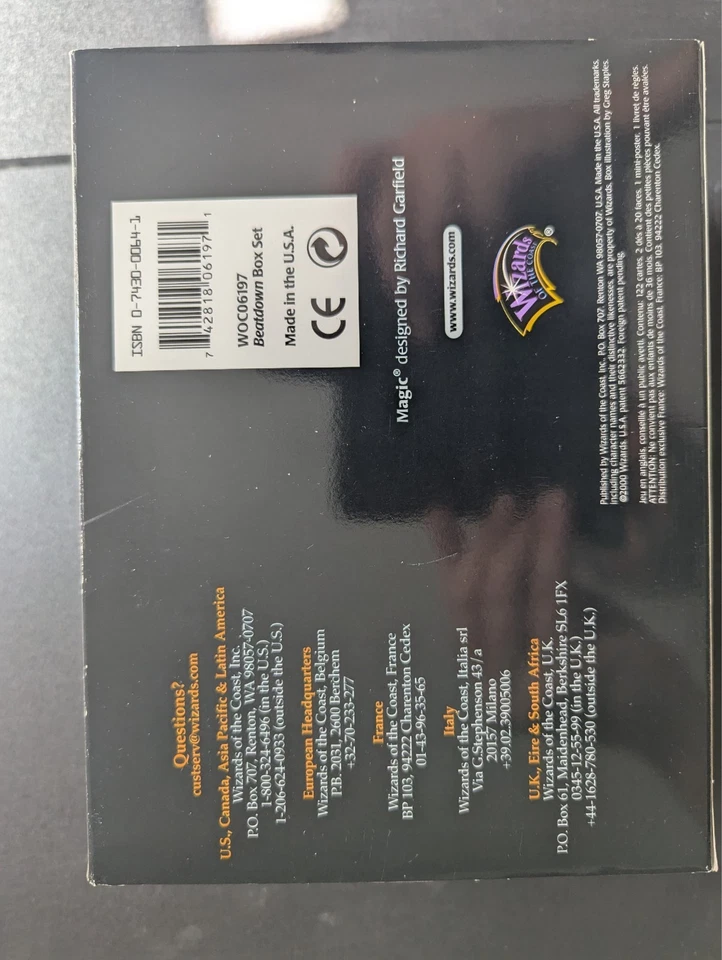 Questions?
custserv@wizards.com
U.S., Canada, Asia Pacific & Latin America
Wizards of the Coast, Inc.
P.O. Box 707, Renton, WA 98057-0707
1-800-324-6496 (in the U.S.)
1-206-624-0933 (outside the U.S.)
European Headquarters
Wizards of the Coast, Belgium
P.B. 2031, 2600 Berchem
+32-70-233-277
France
Wizards of the Coast, France
BP 103, 94222 Charenton Cedex
01-43-96-35-65
Italy
Wizards of the Coast, Italia srl
Via G.Stephenson 43/a
20157 Milano
+39.02.39005006
U.K., Eire & South Africa
Wizards of the Coast, U.K.
P.O. Box 61, Maidenhead, Berkshire SL6 1FX
0345-12-55-99 (in the U.K.)
+44-1628-780-530 (outside the U.K.)
ISBN 0-7430-0064-1
7 42818 06197 1
WOC06197
Beatdown Box Set
Made in the U.S.A.
CE
Magic® designed by Richard Garfield
www.wizards.com
Wizards
OF THE COAST
®
Published by Wizards of the Coast, Inc., P.O. Box 707, Renton WA 98057-0707, U.S.A. Made in the U.S.A. All trademarks,
including character names and their distinctive likenesses, are property of Wizards. Box illustration by Greg Staples.
©2000 Wizards. U.S.A. patent 5662332. Foreign patent pending.
Jeu en anglais conseillé à un public averti. Contenu: 122 cartes, 2 dés à 20 faces, 1 mini-poster, 1 livret de règles.
ATTENTION: Ne convient pas aux enfants de moins de 36 mois. Contient des petites pièces pouvant être avalées.
Distribution exclusive France: Wizards of the Coast, France, BP 103, 94222 Charenton Cedex.